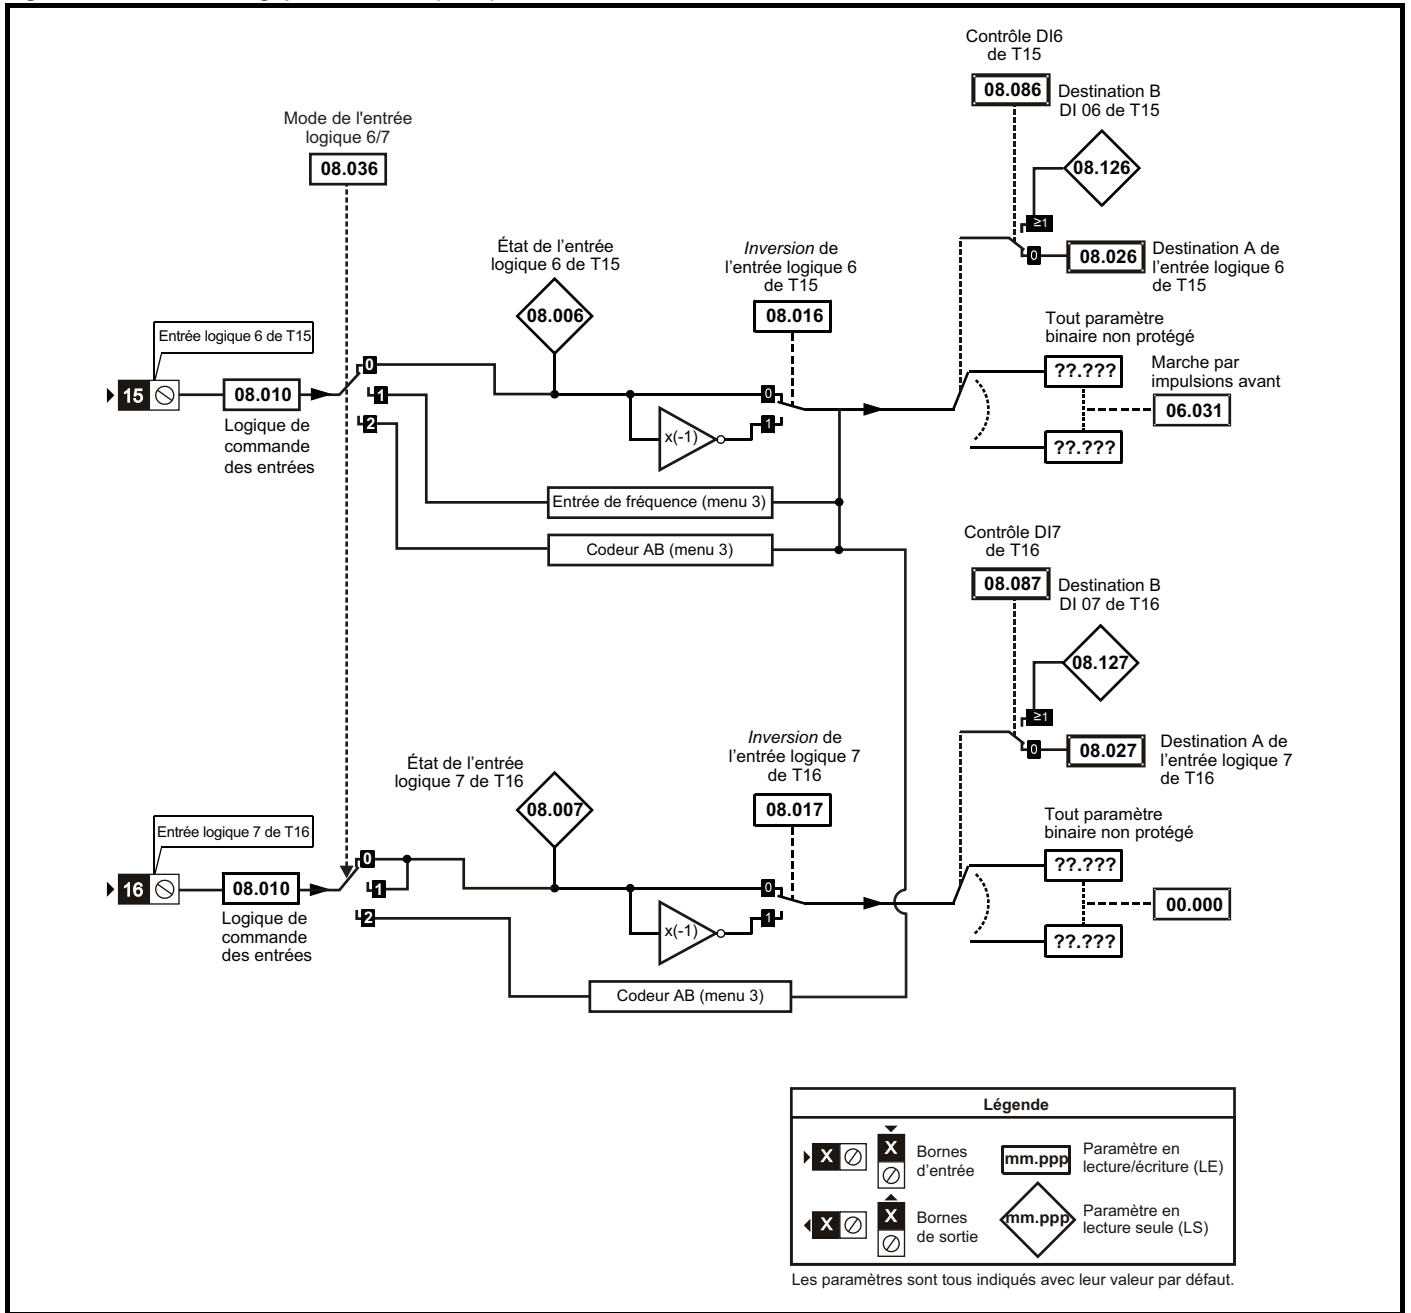 Contrôle DI6
de T15
08.086
Destination B
DI 06 de T15
Mode de l'entrée
logique 6/7
08.036
08.126
État de l’entrée
logique 6 de T15
Inversion de
l’entrée logique 6
de T15
≥1
0
08.026
Destination A de
l’entrée logique 6
de T15
08.006
08.016
Tout paramètre
binaire non protégé
Entrée logique 6 de T15
0
??.???
Marche par
impulsions avant
15
08.010
1
0
06.031
Logique de
commande
des entrées
2
x(-1)
1
??.???
Entrée de fréquence (menu 3)
Codeur AB (menu 3)
Contrôle DI7
de T16
08.087
Destination B
DI 07 de T16
08.127
≥1
État de l’entrée
logique 7 de T16
Inversion de
l’entrée logique 7
de T16
0
08.027
Destination A de
l’entrée logique 7
de T16
08.007
08.017
Tout paramètre
binaire non protégé
Entrée logique 7 de T16
0
??.???
16
08.010
1
0
00.000
Logique de
commande
des entrées
2
x(-1)
1
??.???
Codeur AB (menu 3)
Légende
X
X
Bornes
d’entrée
mm.ppp
Paramètre en
lecture/écriture (LE)
X
X
Bornes
de sortie
mm.ppp
Paramètre en
lecture seule (LS)
Les paramètres sont tous indiqués avec leur valeur par défaut.